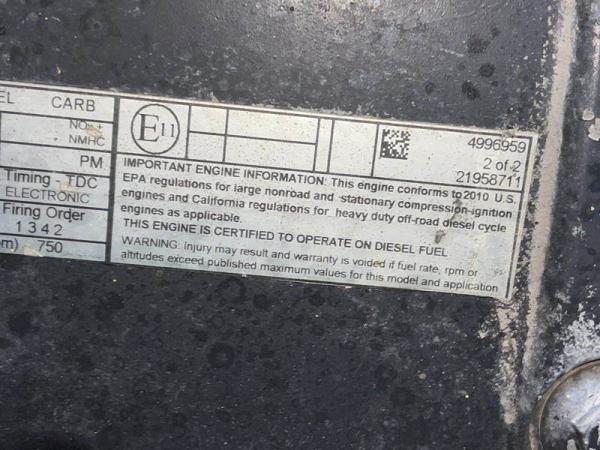 EL CARB
NOx+
NMHC
PM
Timing - TDC
ELECTRONIC
Firing Order
1 3 4 2
m) 750
E11
4996959
2 of 2
21958711
IMPORTANT ENGINE INFORMATION: This engine conforms to 2010 U.S.
EPA regulations for large nonroad and stationary compression-ignition
engines and California regulations for heavy duty off-road diesel cycle
engines as applicable.
THIS ENGINE IS CERTIFIED TO OPERATE ON DIESEL FUEL
WARNING: Injury may result and warranty is voided if fuel rate, rpm or
altitudes exceed published maximum values for this model and application